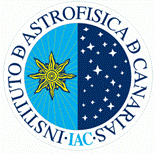 INSTITUTO DE ASTROFISICA DE CANARIAS
·IAC·